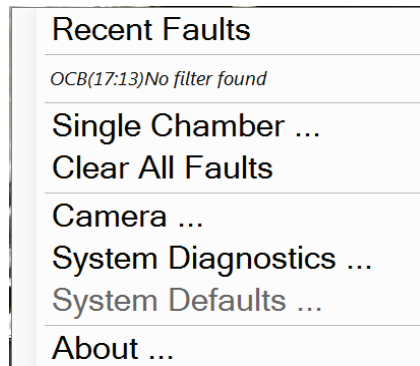 Recent Faults
OCB(17:13)No filter found
Single Chamber ...
Clear All Faults
Camera ...
System Diagnostics ...
System Defaults ...
About ...